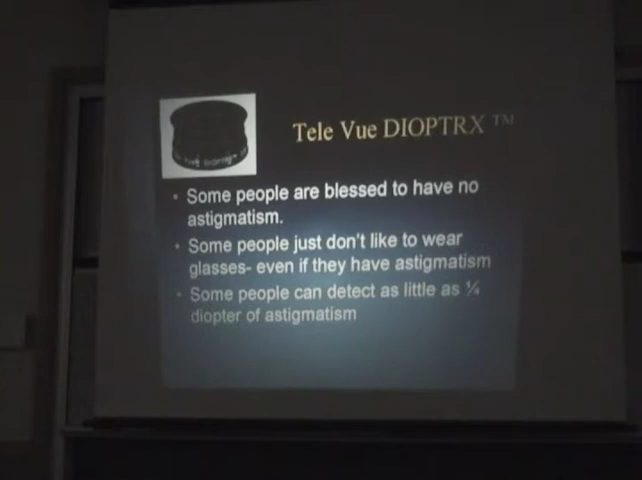 Tele Vue DIOPTRX ™
• Some people are blessed to have no
astigmatism.
• Some people just don't like to wear
glasses- even if they have astigmatism
• Some people can detect as little as ¼
diopter of astigmatism